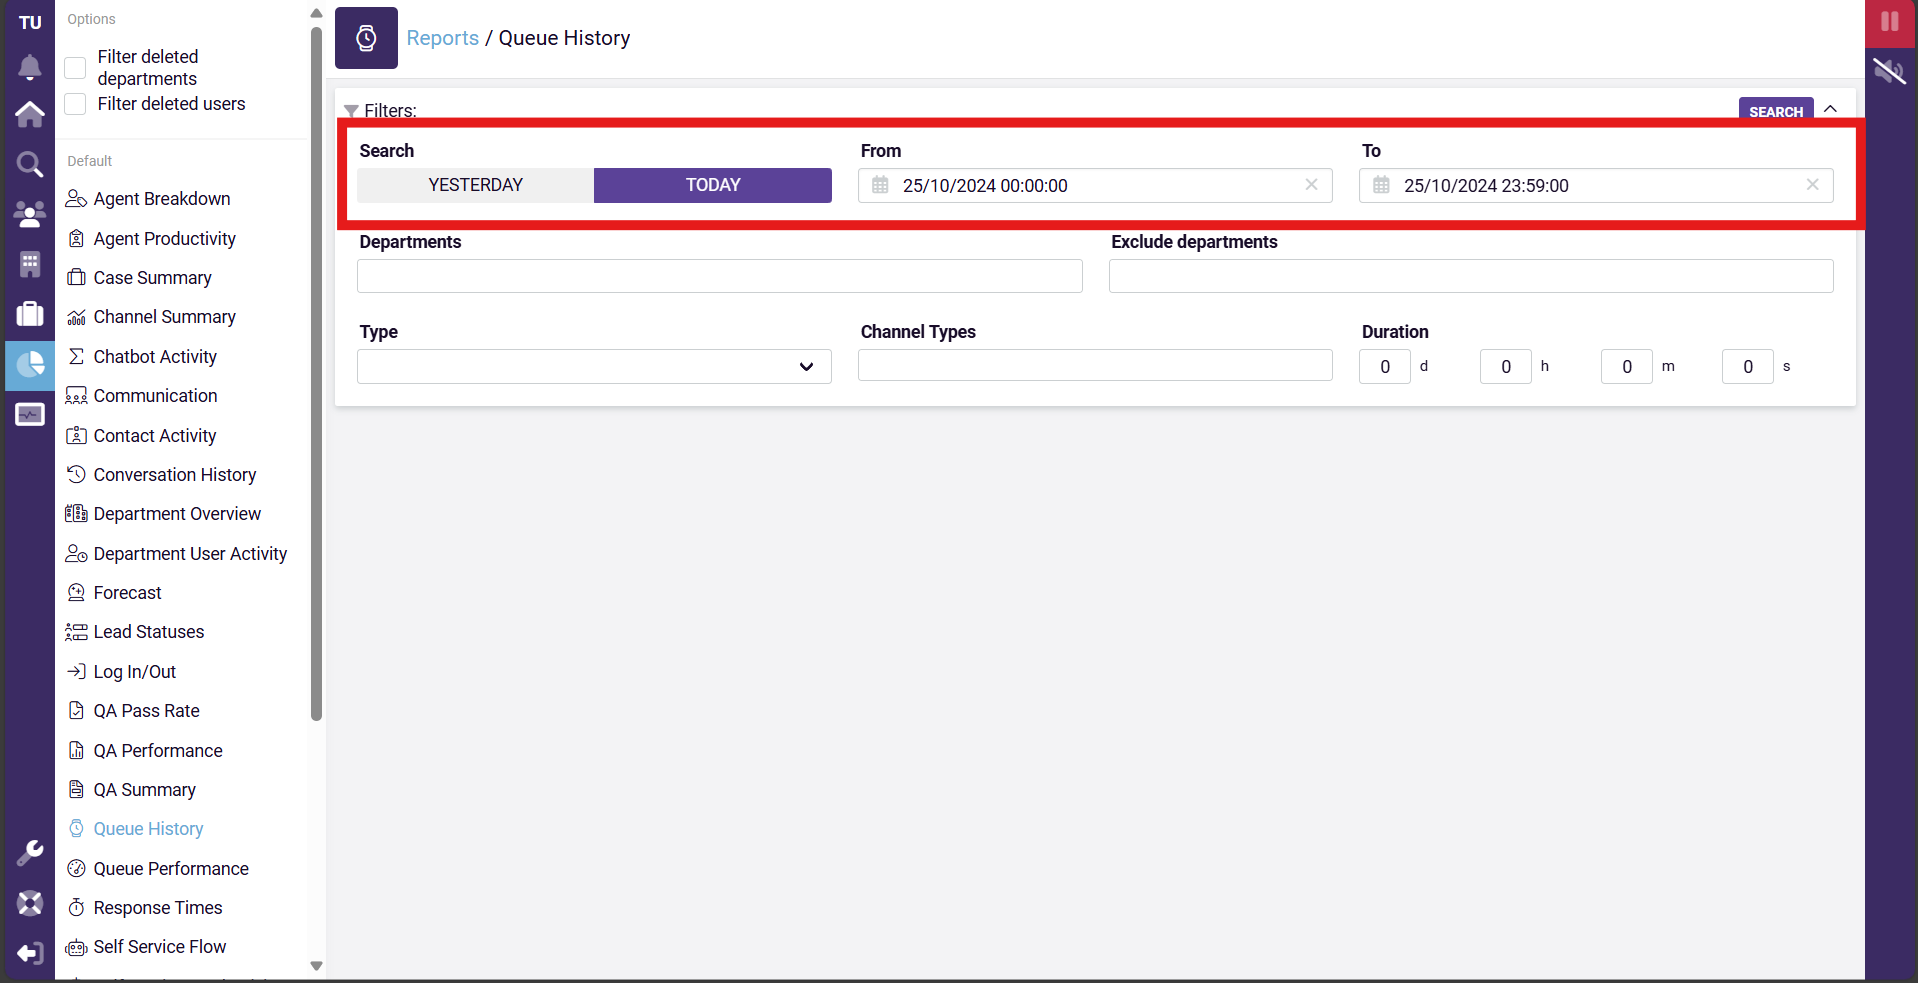 TU
Options
Filter deleted
departments
Filter deleted users
Default
Agent Breakdown
Agent Productivity
Case Summary
Channel Summary
Chatbot Activity
Communication
Contact Activity
Conversation History
Department Overview
Department User Activity
Forecast
Lead Statuses
Log In/Out
QA Pass Rate
QA Performance
QA Summary
Queue History
Queue Performance
Response Times
Self Service Flow
Reports / Queue History
Filters:
SEARCH
Search
From
To
YESTERDAY
TODAY
25/10/2024 00:00:00
25/10/2024 23:59:00
Departments
Exclude departments
Type
Channel Types
Duration
0 d
0 h
0 m
0 s